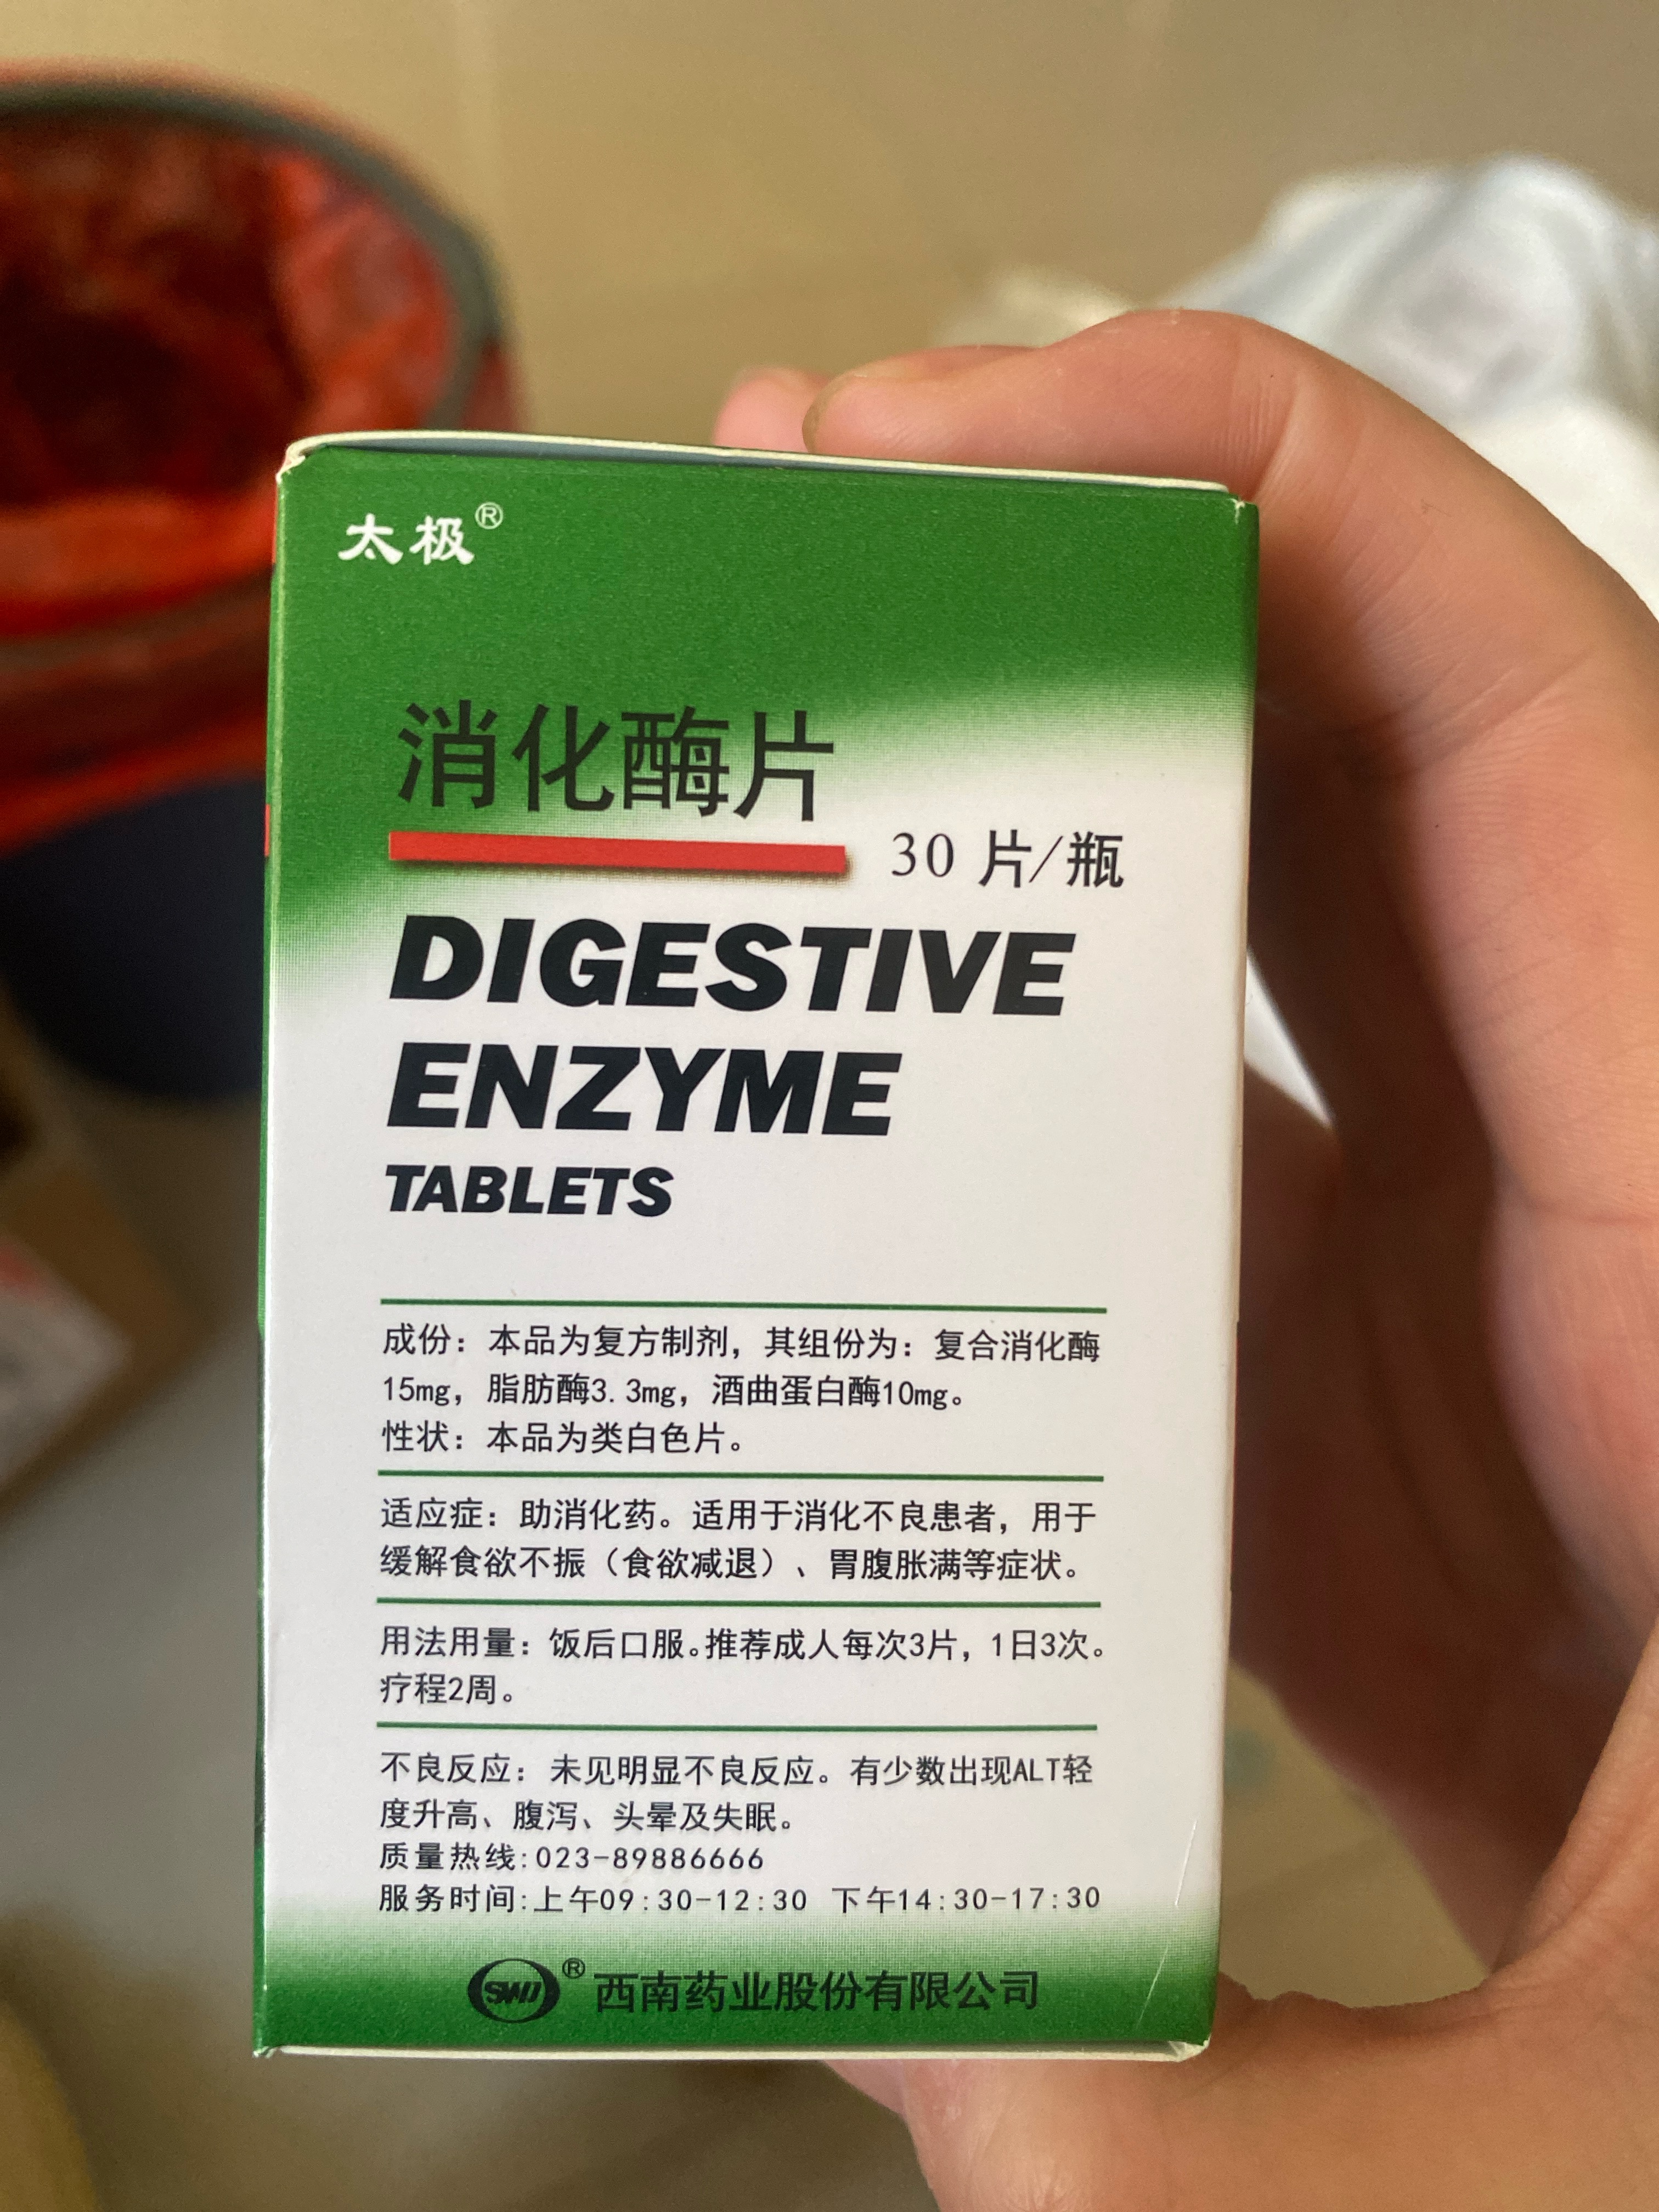 太极®
消化酶片
30 片/瓶
DIGESTIVE
ENZYME
TABLETS
成份：本品为复方制剂，其组份为：复合消化酶
15mg，脂肪酶3.3mg，酒曲蛋白酶10mg。
性状：本品为类白色片。
适应症：助消化药。适用于消化不良患者，用于
缓解食欲不振（食欲减退）、胃腹胀满等症状。
用法用量：饭后口服。推荐成人每次3片，1日3次。
疗程2周。
不良反应：未见明显不良反应。有少数出现ALT轻
度升高、腹泻、头晕及失眠。
质量热线:023-89886666
服务时间:上午09:30-12:30 下午14:30-17:30
SWP® 西南药业股份有限公司